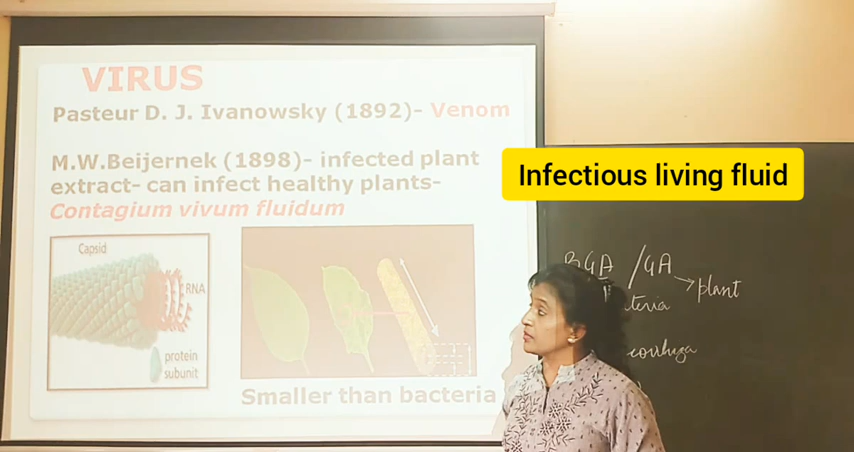 VIRUS
Pasteur D. J. Ivanowsky (1892)- Venom
M.W.Beijernek (1898)- infected plant
extract- can infect healthy plants-
Contagium vivum fluidum
Capsid
RNA
protein
subunit
Smaller than bacteria
Infectious living fluid
BGA / GA
plant
teria